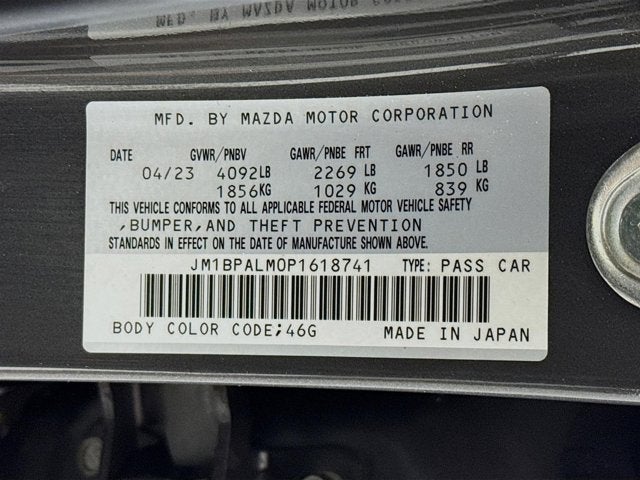 MFD. BY MAZDA MOTOR CORPORATION
DATE GVWR/PNBV GAWR/PNBE FRT GAWR/PNBE RR
04/23 4092LB 2269 LB 1850 LB
1856KG 1029 KG 839 KG
THIS VEHICLE CONFORMS TO ALL APPLICABLE FEDERAL MOTOR VEHICLE SAFETY
,BUMPER,AND THEFT PREVENTION
STANDARDS IN EFFECT ON THE DATE OF MANUFACTURE SHOWN ABOVE.
JM1BPALM0P1618741 TYPE: PASS CAR
BODY COLOR CODE;46G MADE IN JAPAN